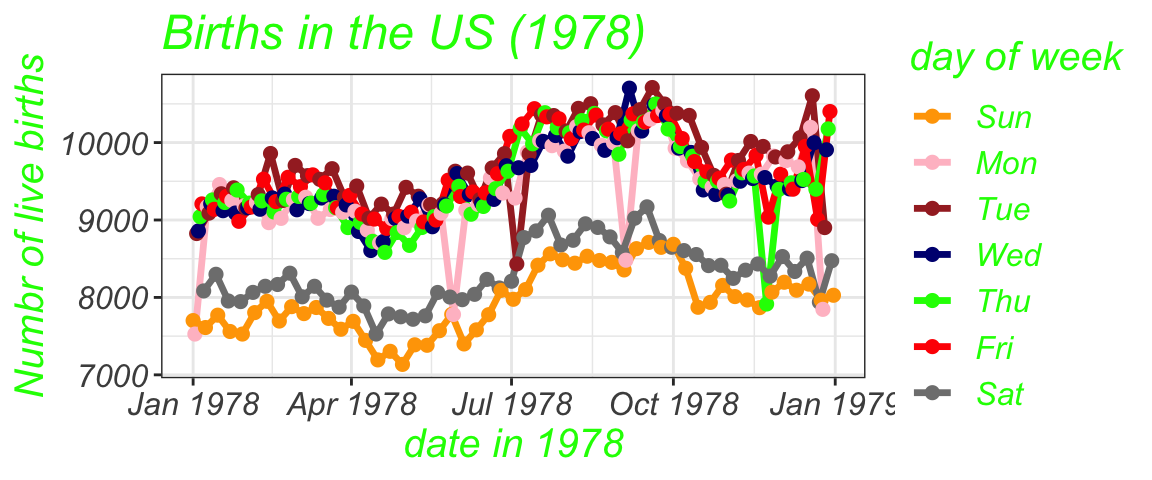 Births in the US (1978)
Numbr of live births
10000
9000
8000
7000
Jan 1978 Apr 1978 Jul 1978 Oct 1978 Jan 1979
date in 1978
day of week
Sun
Mon
Tue
Wed
Thu
Fri
Sat